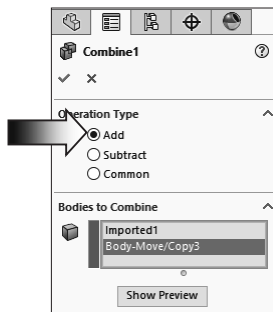 Combine1
Operation Type
Add
Subtract
Common
Bodies to Combine
Imported1
Body-Move/Copy3
Show Preview